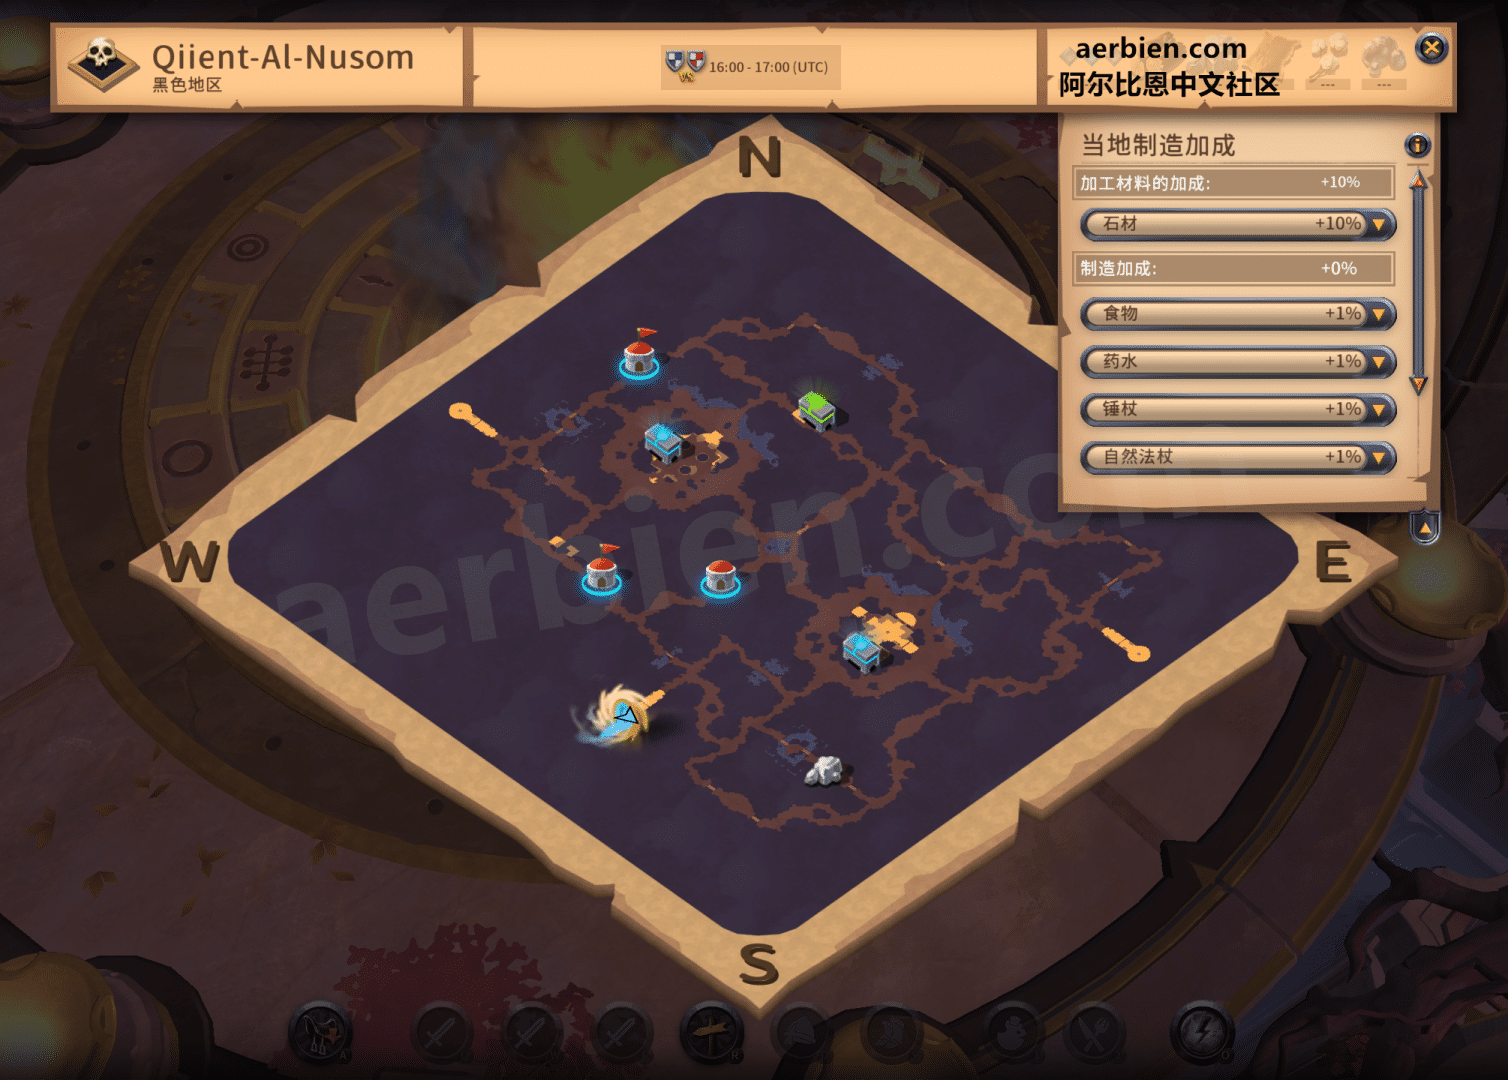 Qiient-Al-Nusom
黑色地区
16:00 - 17:00 (UTC)
aerbien.com
阿尔比恩中文社区
--- ---
当地制造加成
加工材料的加成: +10%
石材 +10%
制造加成: +0%
食物 +1%
药水 +1%
锤杖 +1%
自然法杖 +1%
N
W
E
S
aerbien.com
A
R